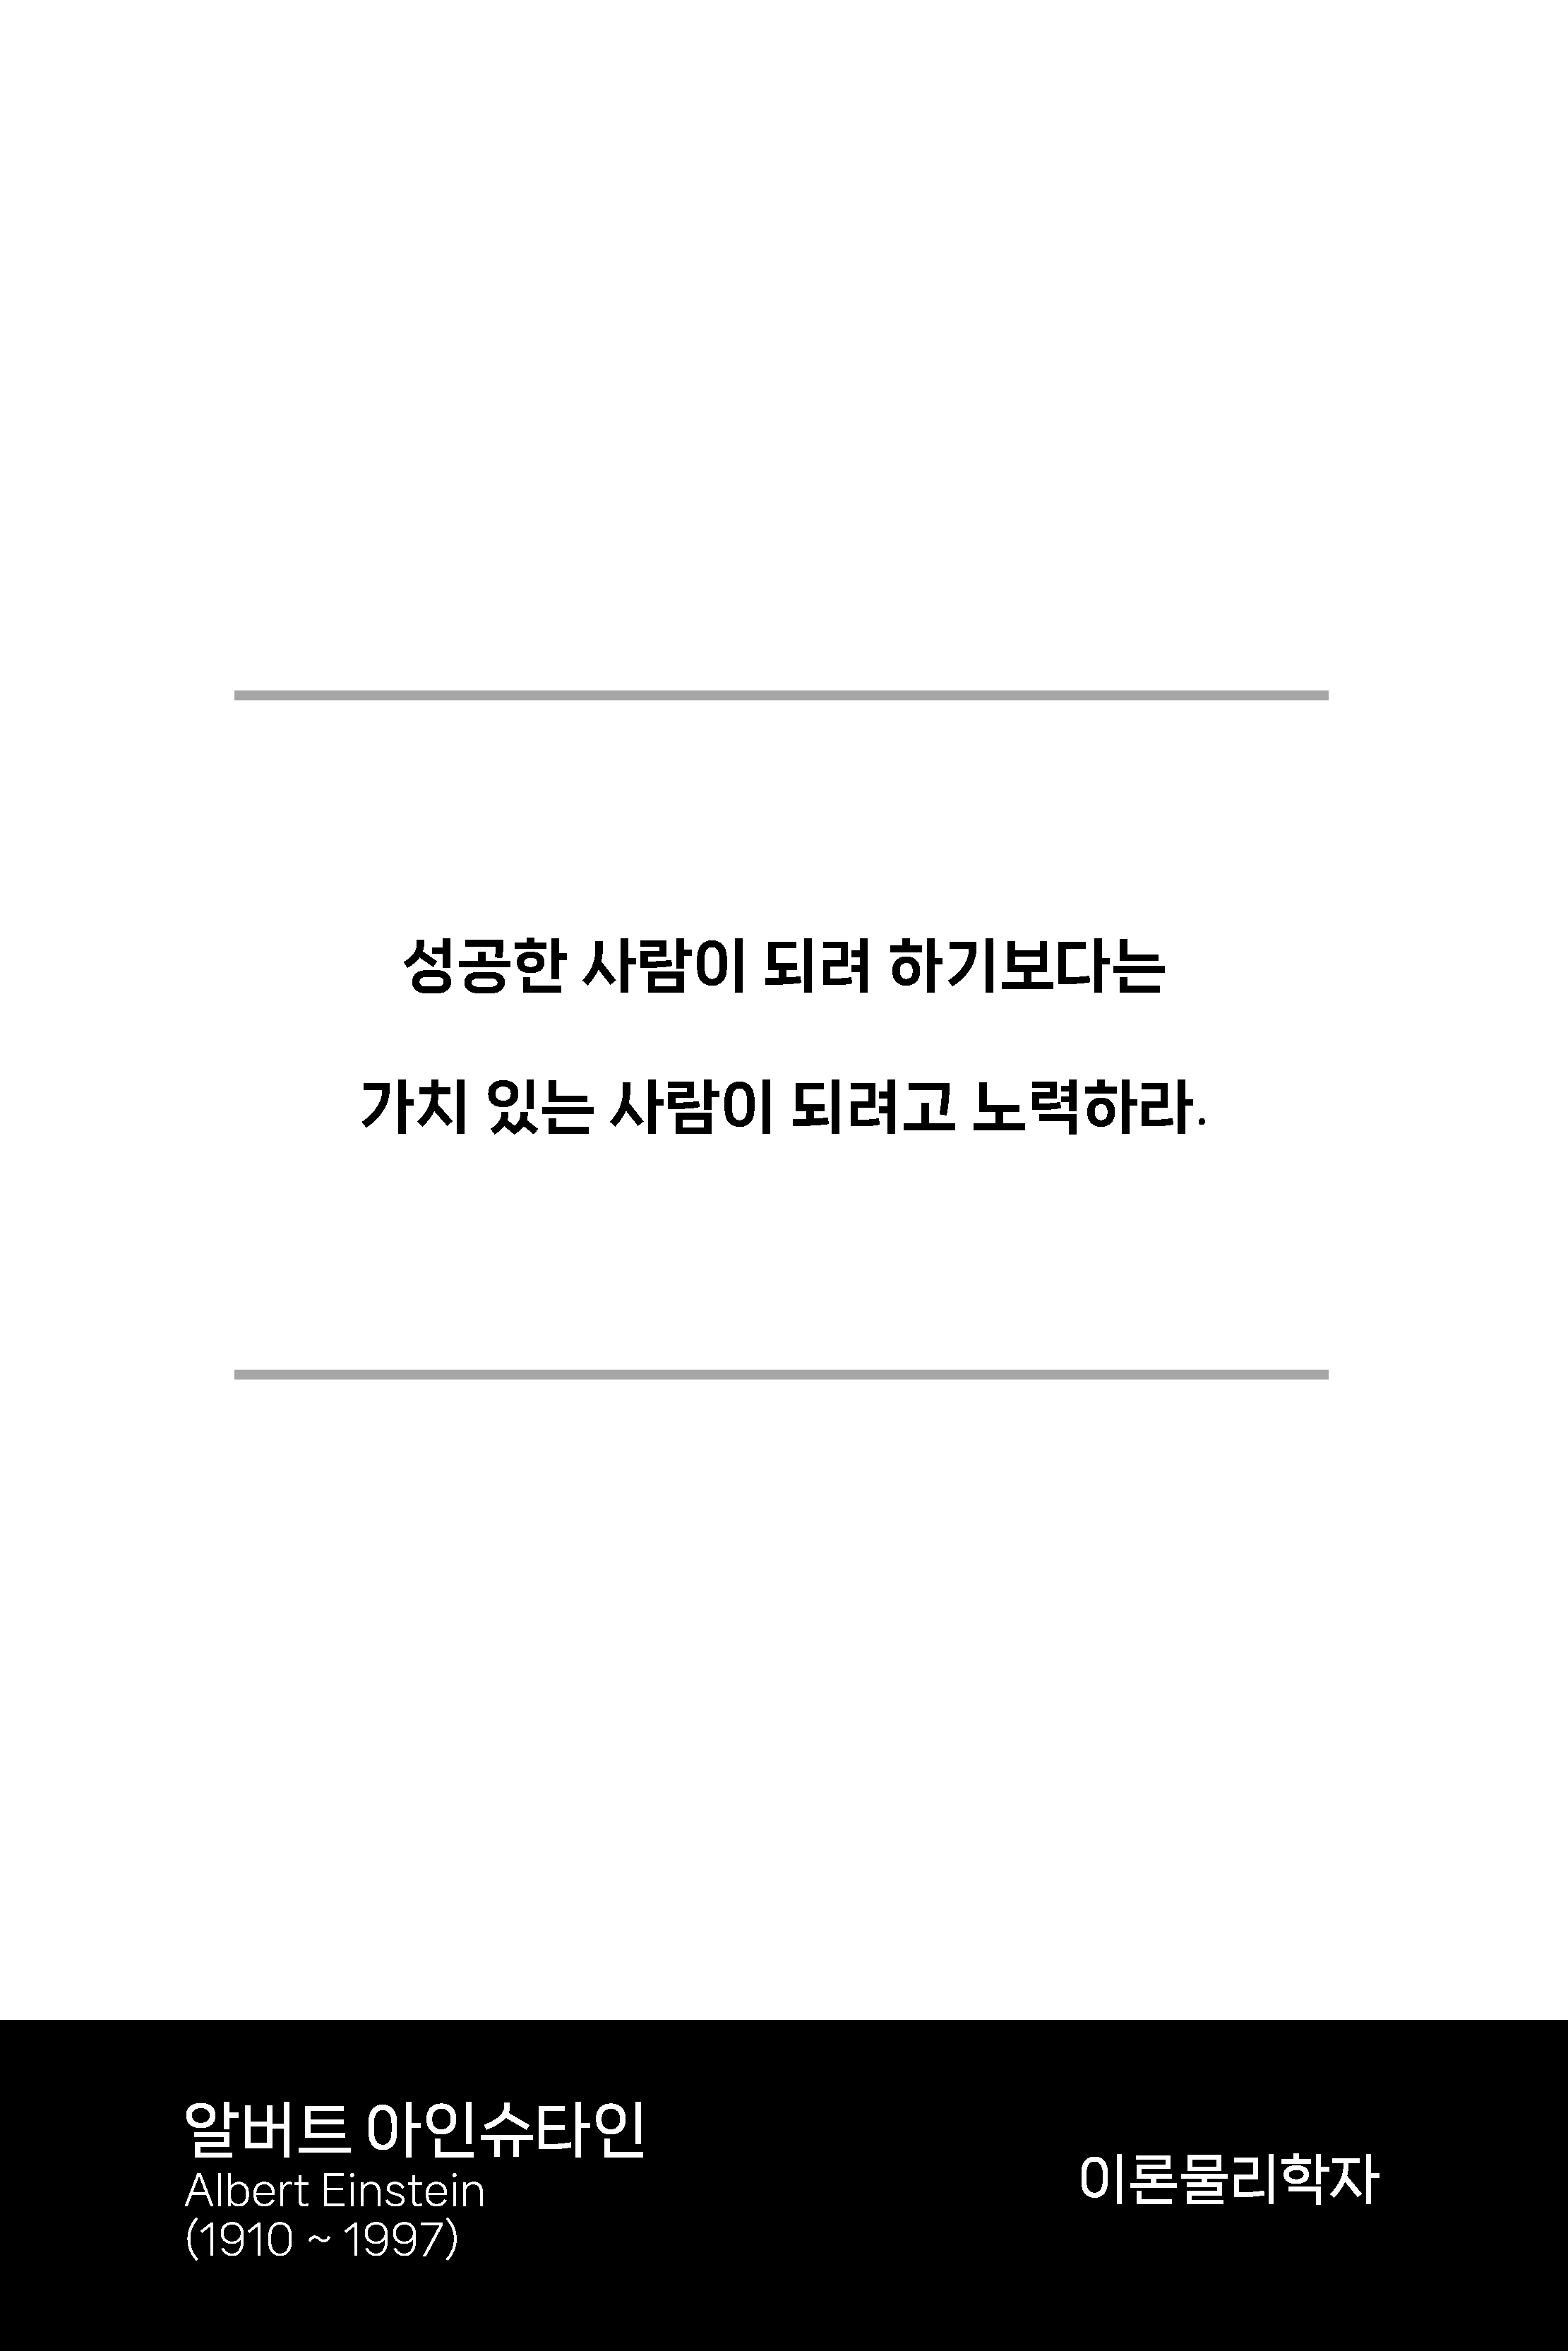 성공한 사람이 되려 하기보다는
가치 있는 사람이 되려고 노력하라.
알버트 아인슈타인
Albert Einstein
(1910 ~ 1997)
이론물리학자